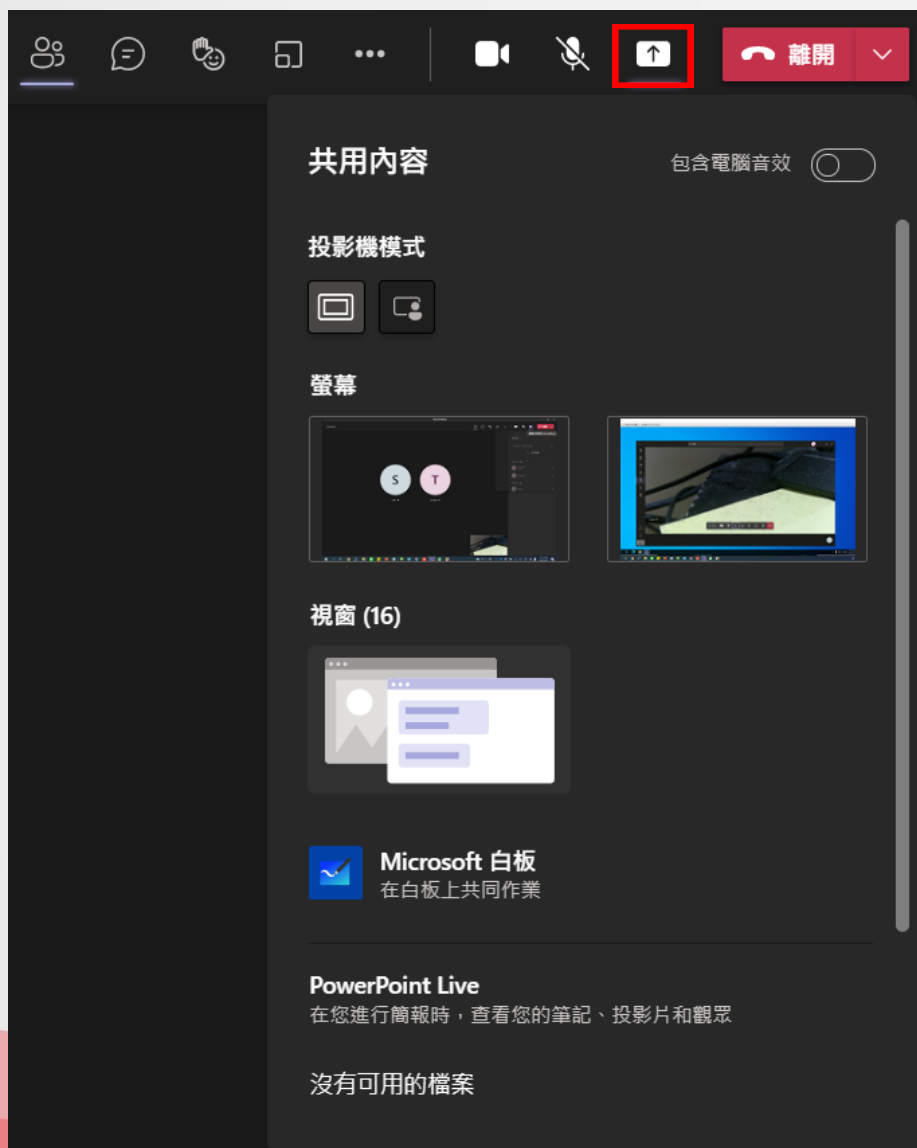 離開
共用內容
包含電腦音效
投影機模式
螢幕
S
T
視窗 (16)
Microsoft 白板
在白板上共同作業
PowerPoint Live
在您進行簡報時，查看您的筆記、投影片和觀眾
沒有可用的檔案